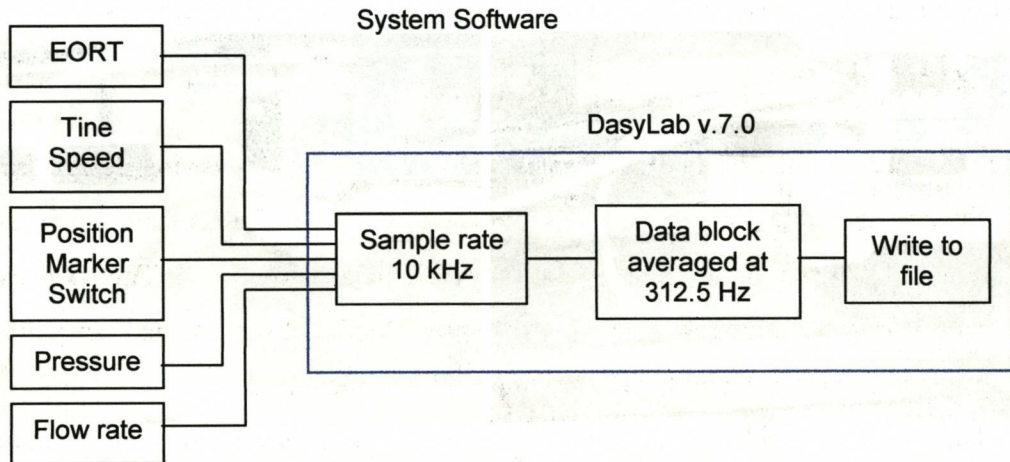 System Software
EORT
Tine
Speed
Position
Marker
Switch
Pressure
Flow rate
DasyLab v.7.0
Sample rate
10 kHz
Data block
averaged at
312.5 Hz
Write to
file